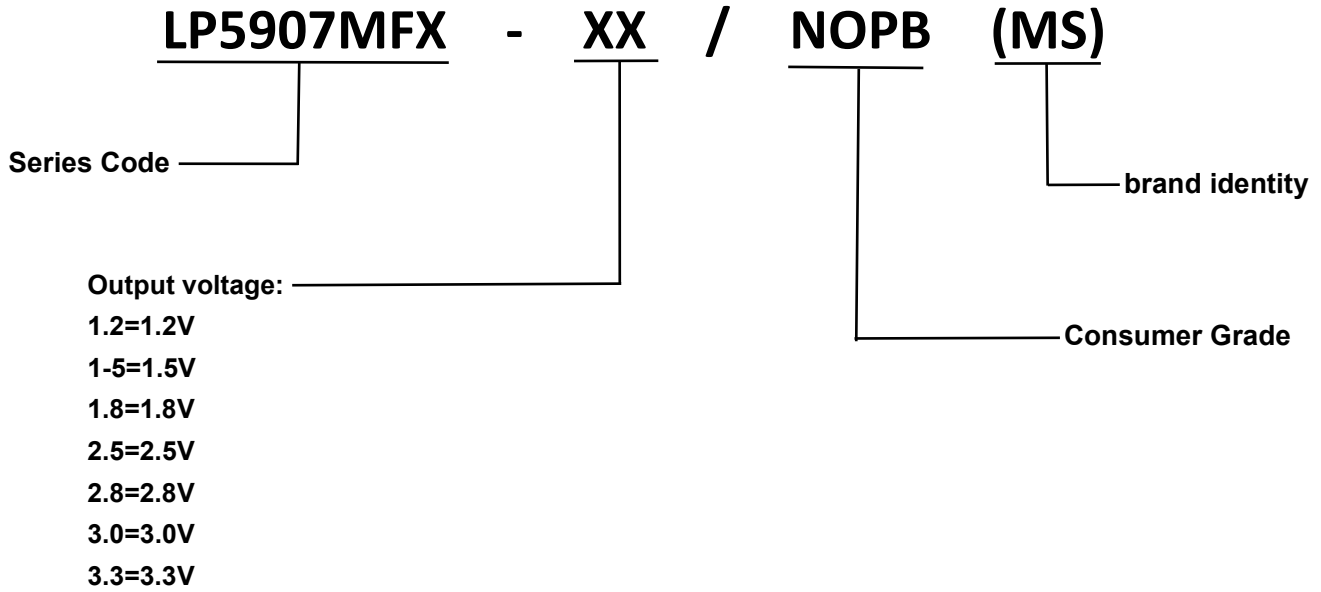 LP5907MFX - XX / NOPB (MS)
Series Code
brand identity
Output voltage:
1.2=1.2V
1-5=1.5V
1.8=1.8V
2.5=2.5V
2.8=2.8V
3.0=3.0V
3.3=3.3V
Consumer Grade